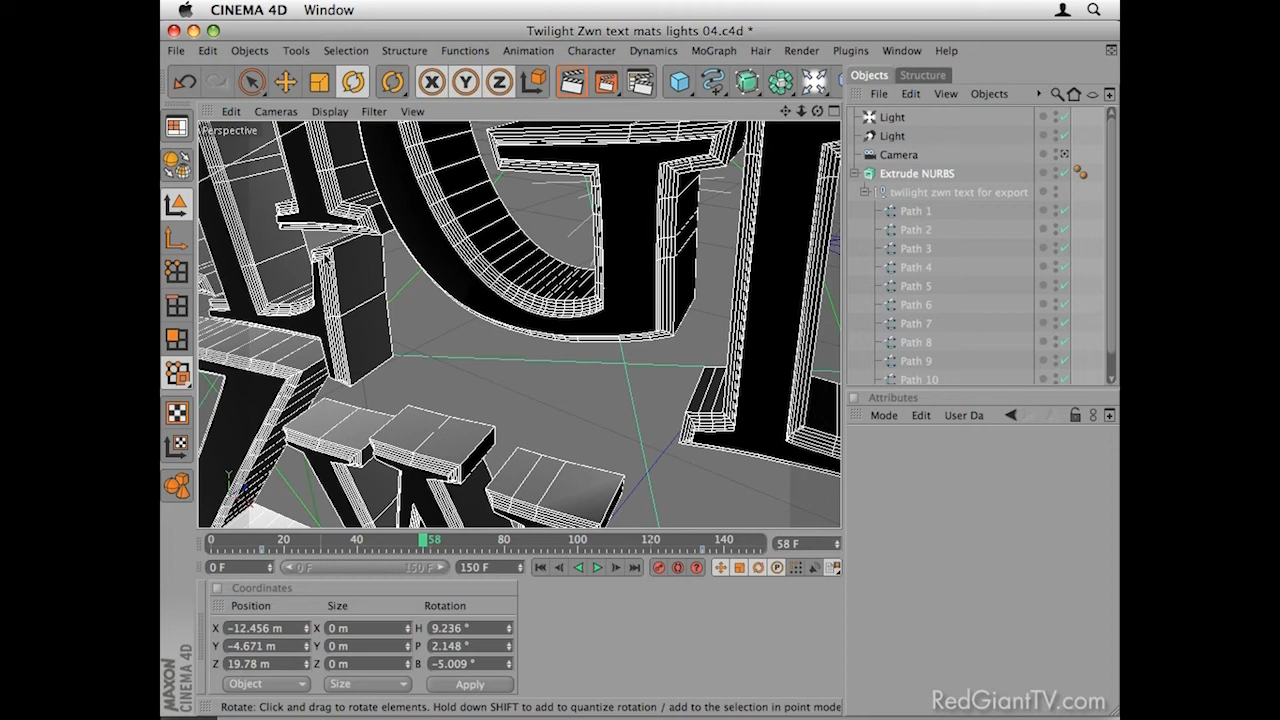 CINEMA 4D Window
Twilight Zwn text mats lights 04.c4d *
File Edit Objects Tools Selection Structure Functions Animation Character Dynamics MoGraph Hair Render Plugins Window Help
X Y Z
Objects Structure
File Edit View Objects
Edit Cameras Display Filter View
Perspective
Light
Light
Camera
Extrude NURBS
twilight zwn text for export
Path 1
Path 2
Path 3
Path 4
Path 5
Path 6
Path 7
Path 8
Path 9
Path 10
Attributes
Mode Edit User Da
Y
0 20 40 58 80 100 120 140 58 F
0 F 0 F 150 F 150 F
Coordinates
Position Size Rotation
X -12.456 m X 0 m H 9.236 °
Y -4.671 m Y 0 m P 2.148 °
Z 19.78 m Z 0 m B -5.009 °
Object Size Apply
MAXON
CINEMA 4D
Rotate: Click and drag to rotate elements. Hold down SHIFT to add to quantize rotation / add to the selection in point mode
RedGiantTV.com